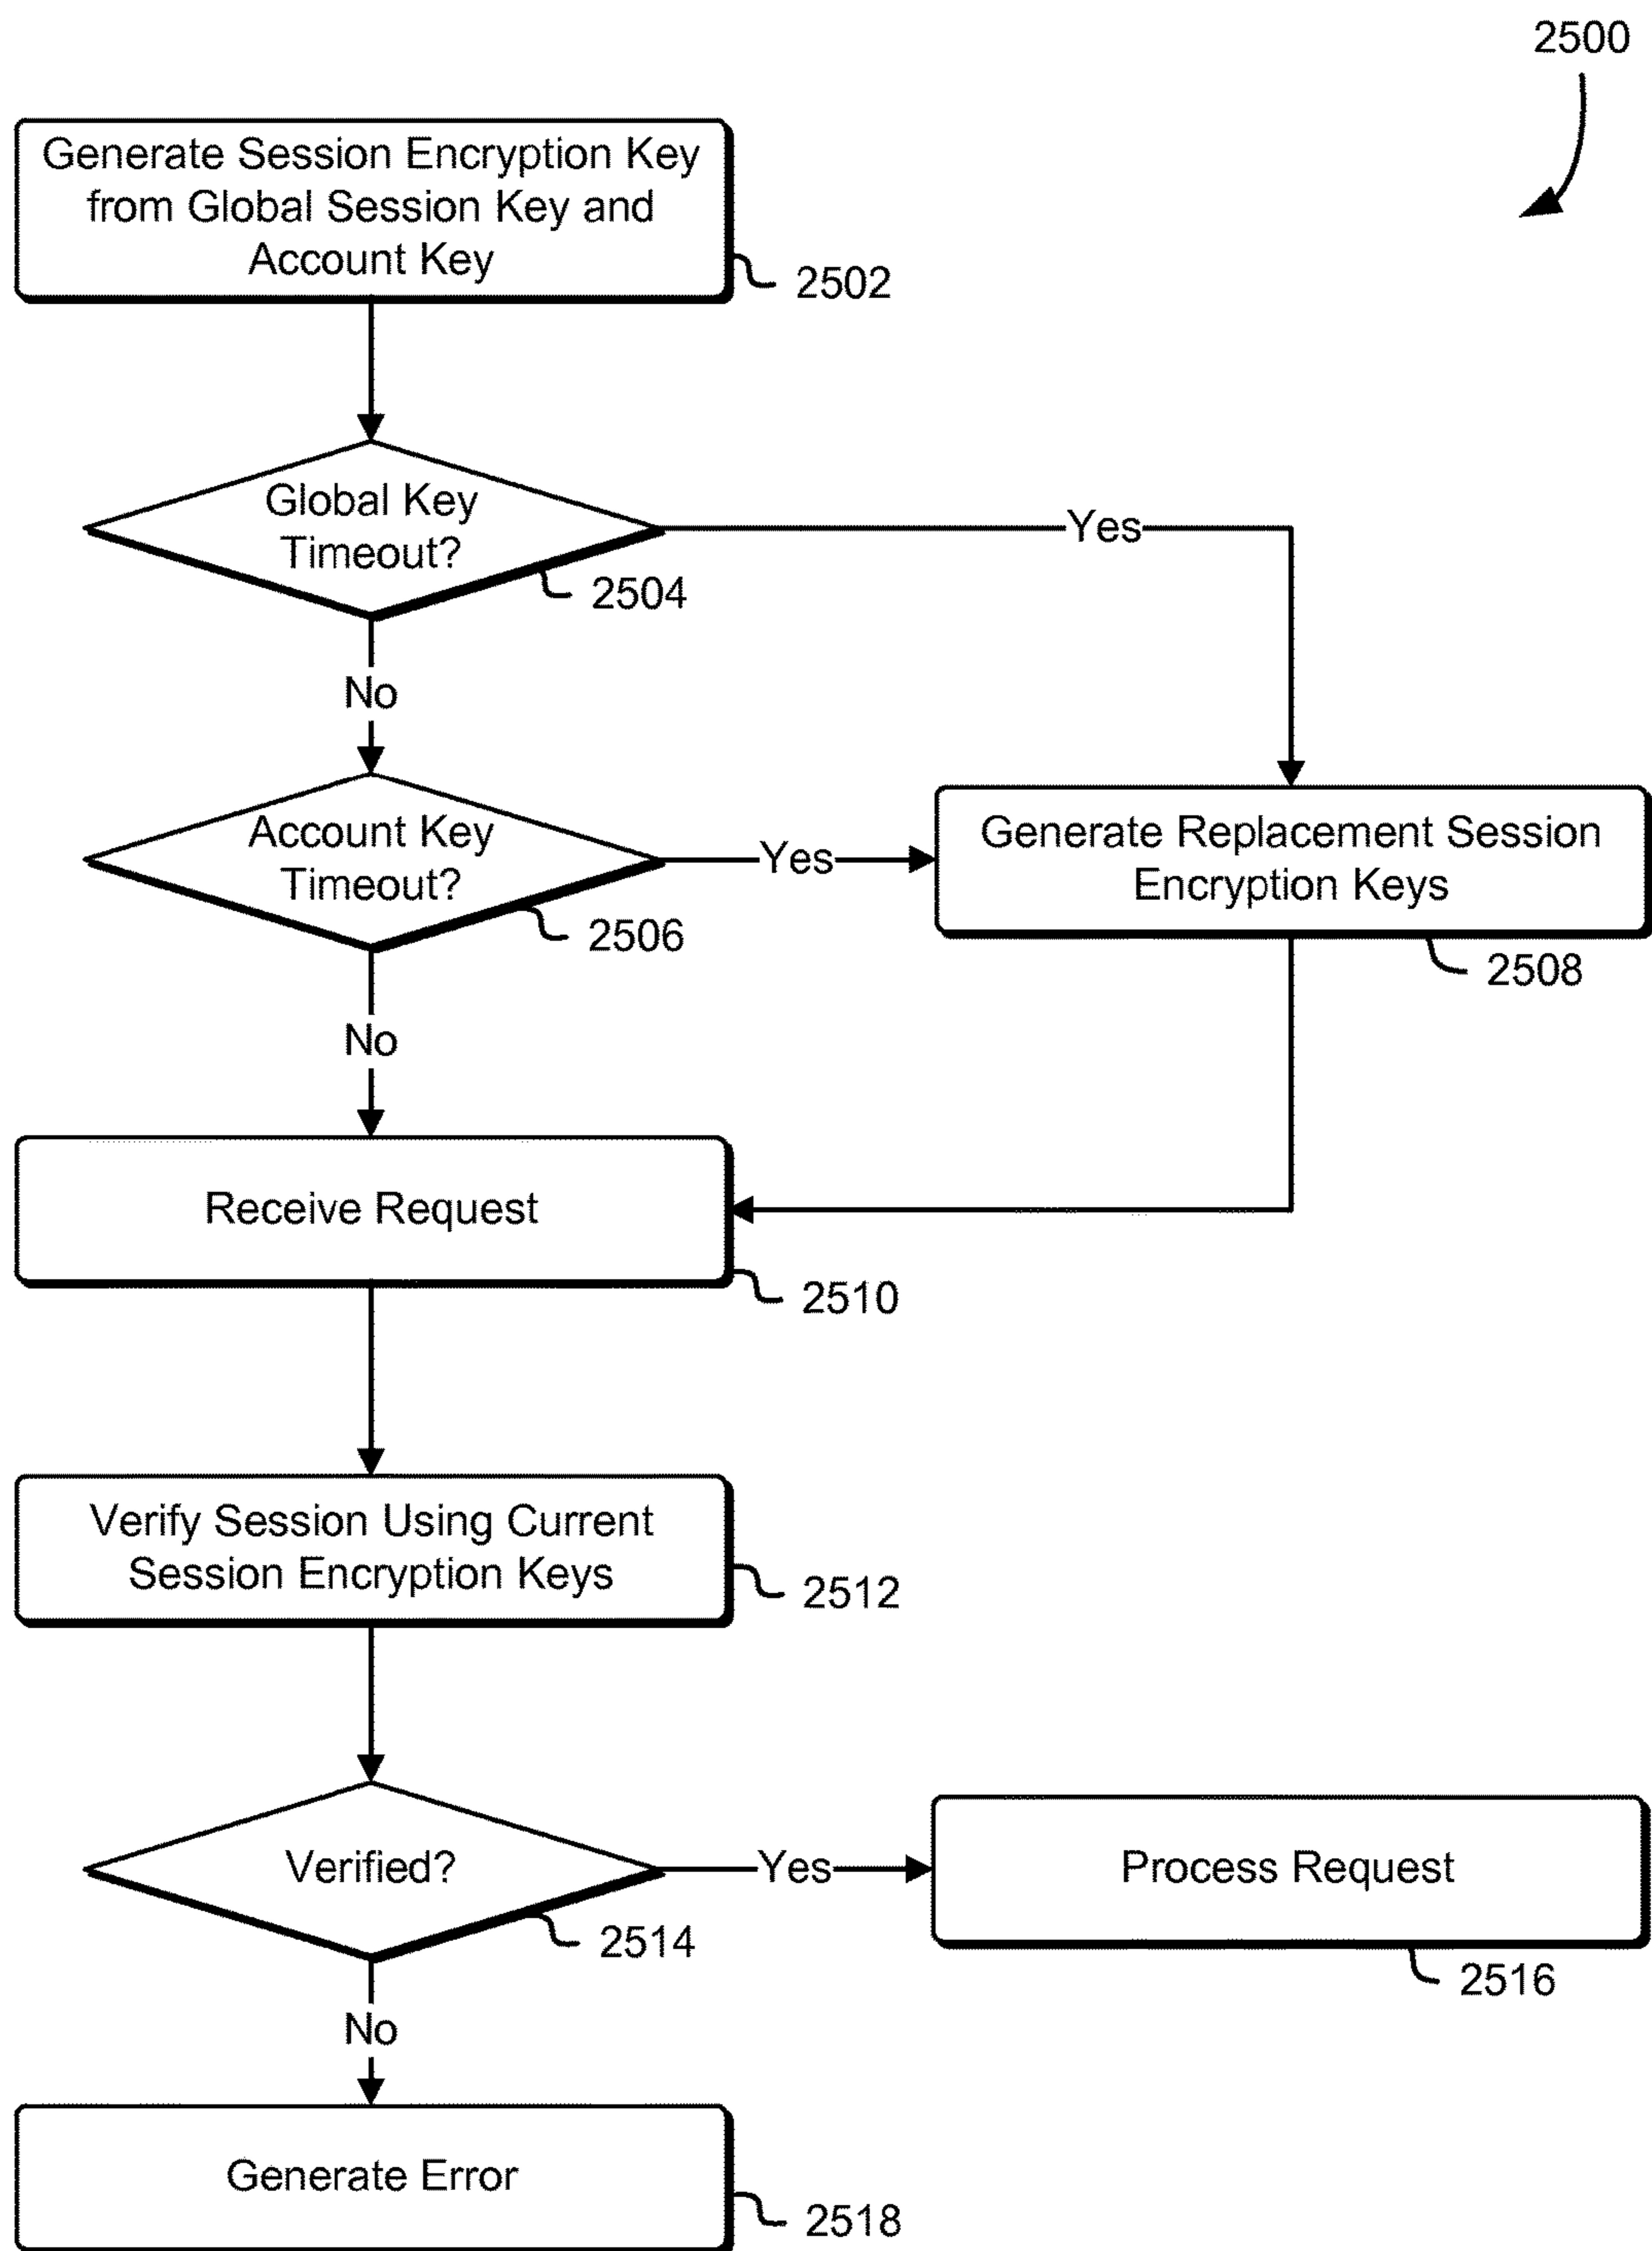 2500
Generate Session Encryption Key
from Global Session Key and
Account Key
2502
Global Key
Timeout?
Yes
2504
No
Account Key
Timeout?
Yes
2506
Generate Replacement Session
Encryption Keys
2508
No
Receive Request
2510
Verify Session Using Current
Session Encryption Keys
2512
Verified?
Yes
2514
Process Request
2516
No
Generate Error
2518